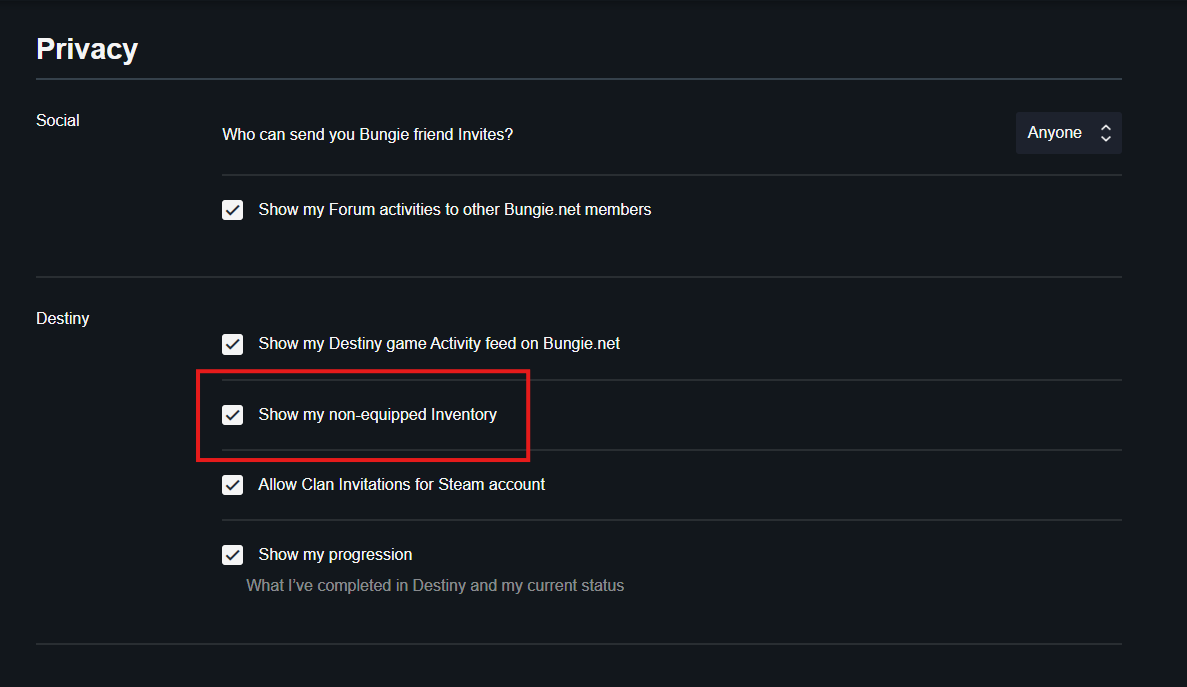 Privacy
Social
Who can send you Bungie friend Invites?
Anyone
Show my Forum activities to other Bungie.net members
Destiny
Show my Destiny game Activity feed on Bungie.net
Show my non-equipped Inventory
Allow Clan Invitations for Steam account
Show my progression
What I've completed in Destiny and my current status